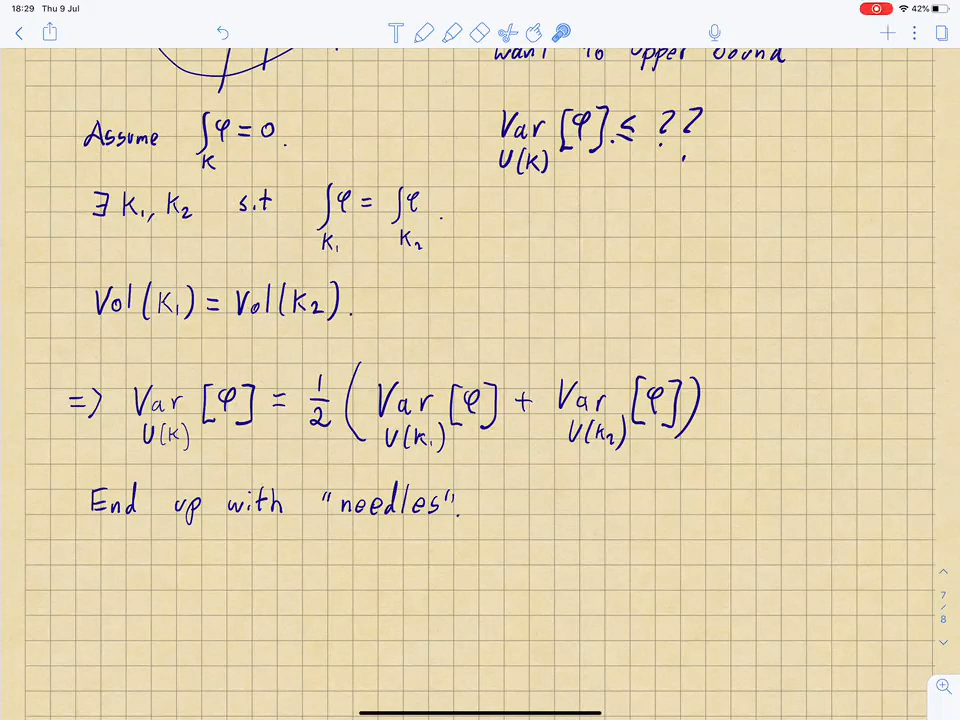 18:29 Thu 9 Jul
42%
want to upper bound
Assume ∫_K φ = 0.
Var_{U(K)} [φ] ≤ ??
∃ K₁, K₂ s.t ∫_{K₁} φ = ∫_{K₂} φ.
Vol(K₁) = Vol(K₂).
=> Var_{U(K)} [φ] = 1/2 ( Var_{U(K₁)} [φ] + Var_{U(K₂)} [φ] )
End up with "needles".
7
/
8